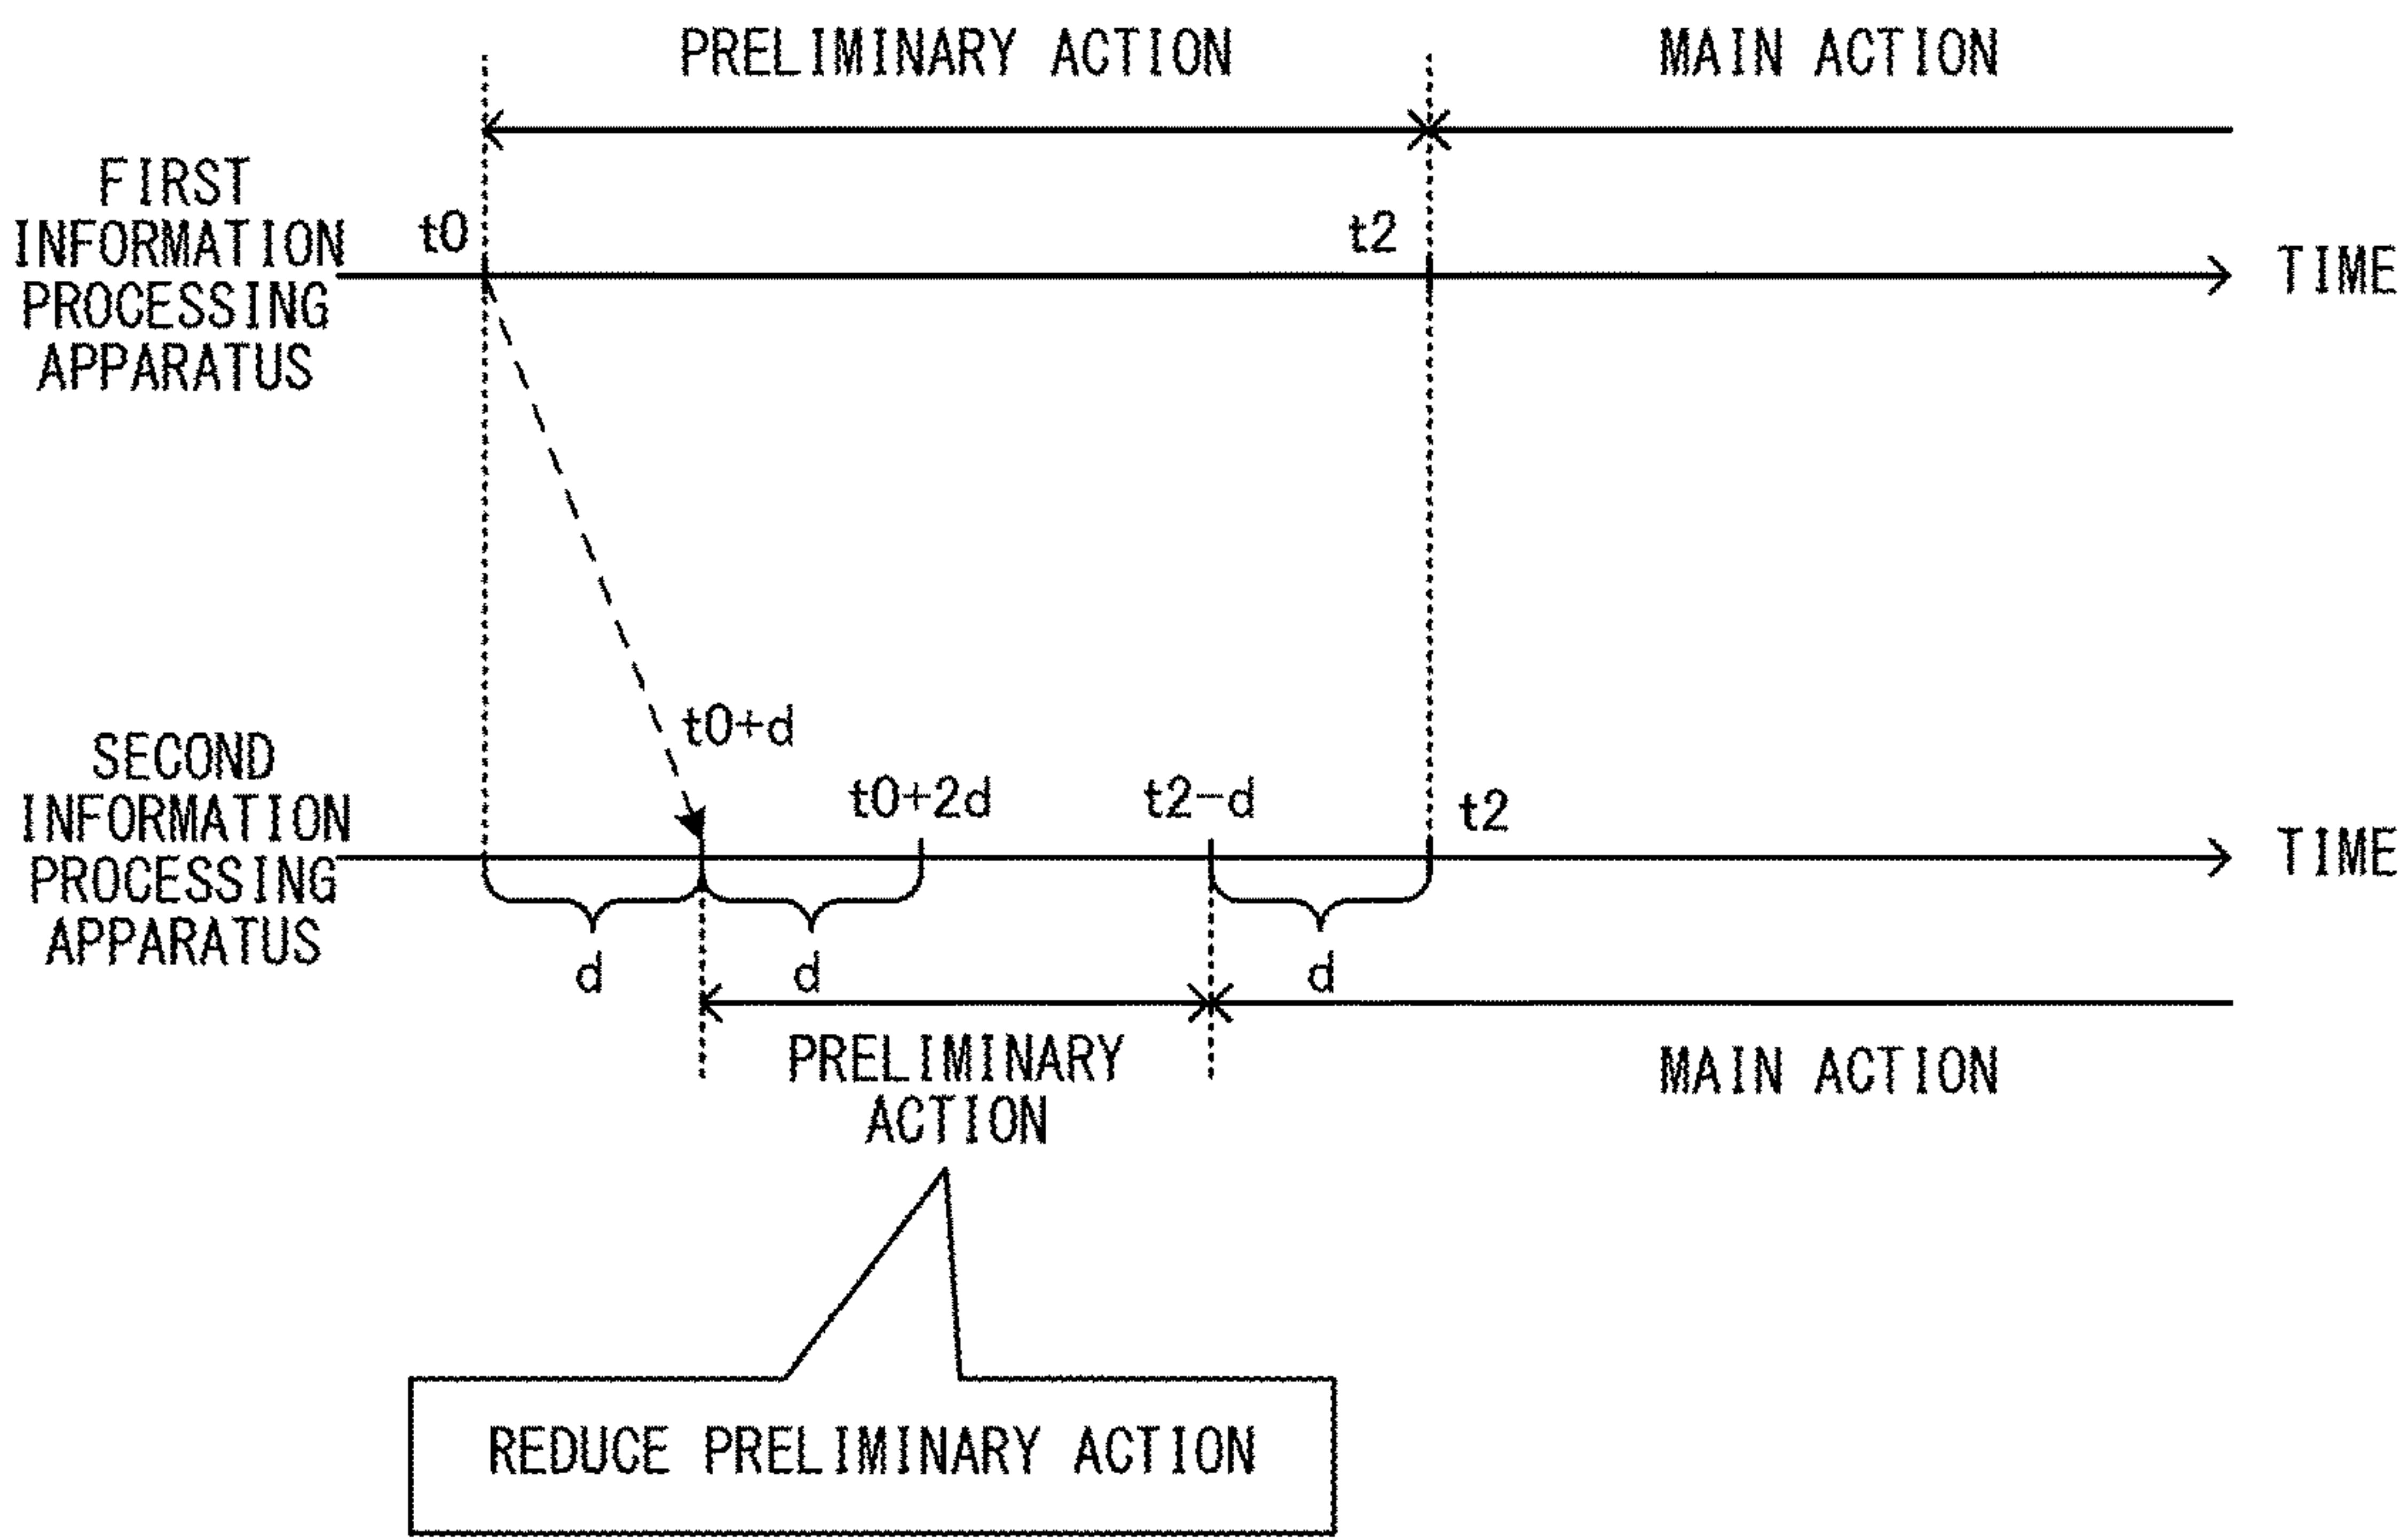 PRELIMINARY ACTION
MAIN ACTION
FIRST
INFORMATION
PROCESSING
APPARATUS
t0
t2
TIME
t0+d
SECOND
INFORMATION
PROCESSING
APPARATUS
t0+2d
t2-d
t2
TIME
d
d
d
PRELIMINARY
ACTION
MAIN ACTION
REDUCE PRELIMINARY ACTION